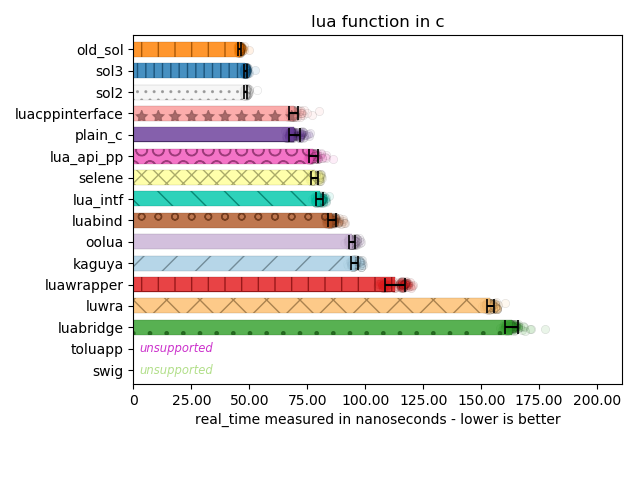 lua function in c
old_sol
sol3
sol2
luacppinterface
plain_c
lua_api_pp
selene
lua_intf
luabind
oolua
kaguya
luawrapper
luwra
luabridge
toluapp unsupported
swig unsupported
0 25.00 50.00 75.00 100.00 125.00 150.00 175.00 200.00
real_time measured in nanoseconds - lower is better